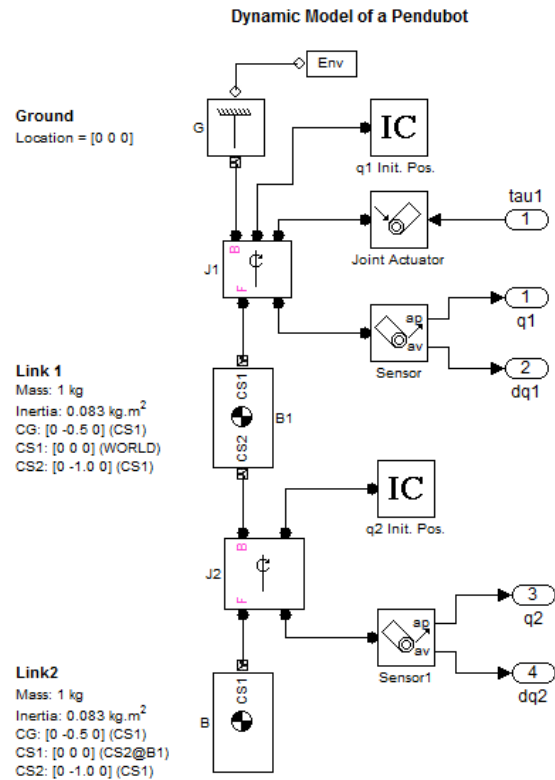 Dynamic Model of a Pendubot
Env
Ground
Location = [0 0 0]
G
IC
q1 Init. Pos.
tau1
1
Joint Actuator
B
J1
F
ap
av
Sensor
1
q1
2
dq1
Link 1
Mass: 1 kg
Inertia: 0.083 kg.m²
CG: [0 -0.5 0] (CS1)
CS1: [0 0 0] (WORLD)
CS2: [0 -1.0 0] (CS1)
CS1
CS2
B1
IC
q2 Init. Pos.
B
J2
F
ap
av
Sensor1
3
q2
4
dq2
Link2
Mass: 1 kg
Inertia: 0.083 kg.m²
CG: [0 -0.5 0] (CS1)
CS1: [0 0 0] (CS2@B1)
CS2: [0 -1.0 0] (CS1)
CS1
B